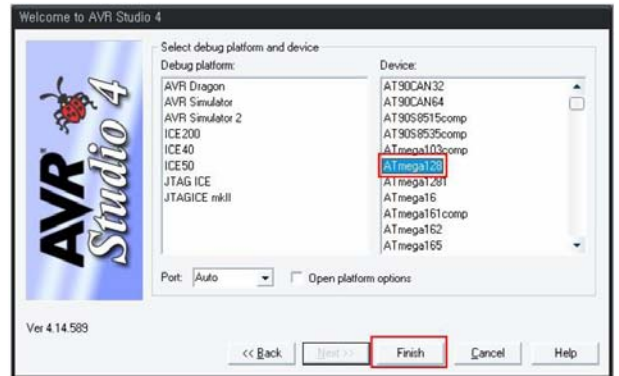 Welcome to AVR Studio 4
Select debug platform and device
Debug platform:
AVR Dragon
AVR Simulator
AVR Simulator 2
ICE200
ICE40
ICE50
JTAG ICE
JTAGICE mkII
Device:
AT90CAN32
AT90CAN64
AT90S8515comp
AT90S8535comp
ATmega103comp
ATmega128
ATmega1281
ATmega16
ATmega161comp
ATmega162
ATmega165
AVR
Studio 4
Port: Auto
Open platform options
Ver 4.14.589
<< Back Next >> Finish Cancel Help